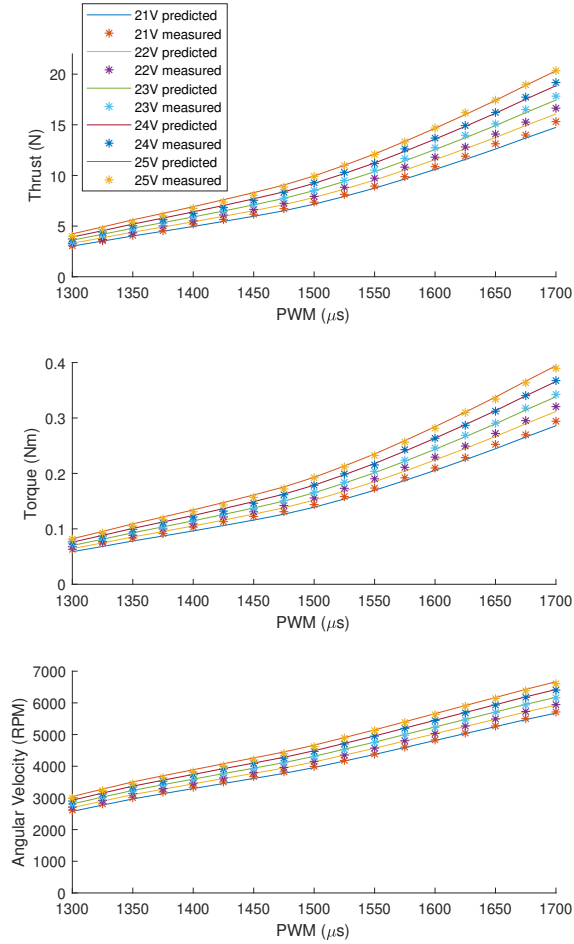 21V predicted
21V measured
22V predicted
22V measured
23V predicted
23V measured
24V predicted
24V measured
25V predicted
25V measured
20
15
10
5
0
Thrust (N)
1300 1350 1400 1450 1500 1550 1600 1650 1700
PWM (μs)
0.4
0.3
0.2
0.1
0
Torque (Nm)
1300 1350 1400 1450 1500 1550 1600 1650 1700
PWM (μs)
7000
6000
5000
4000
3000
2000
1000
0
Angular Velocity (RPM)
1300 1350 1400 1450 1500 1550 1600 1650 1700
PWM (μs)